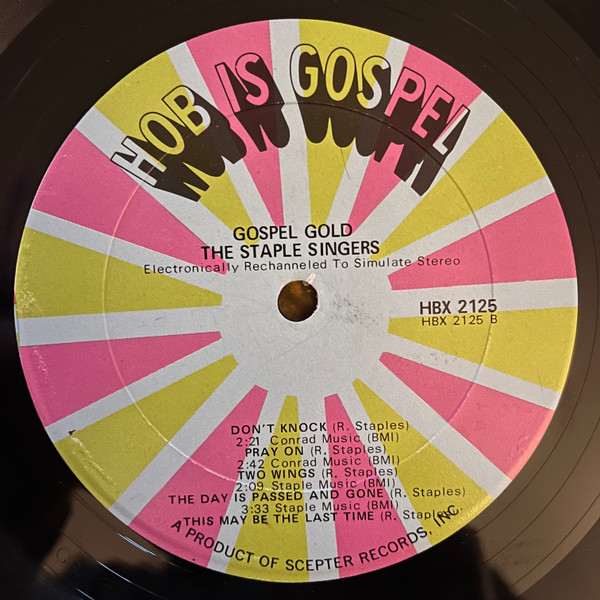 HOB IS GOSPEL
GOSPEL GOLD
THE STAPLE SINGERS
Electronically Rechanneled To Simulate Stereo
HBX 2125
HBX 2125 B
DON'T KNOCK (R. Staples)
2:21 Conrad Music (BMI)
PRAY ON (R. Staples)
2:42 Conrad Music (BMI)
TWO WINGS (R. Staples)
2:09 Staple Music (BMI)
THE DAY IS PASSED AND GONE (R. Staples)
3:33 Staple Music (BMI)
THIS MAY BE THE LAST TIME (R. Staples)
A PRODUCT OF SCEPTER RECORDS, INC.